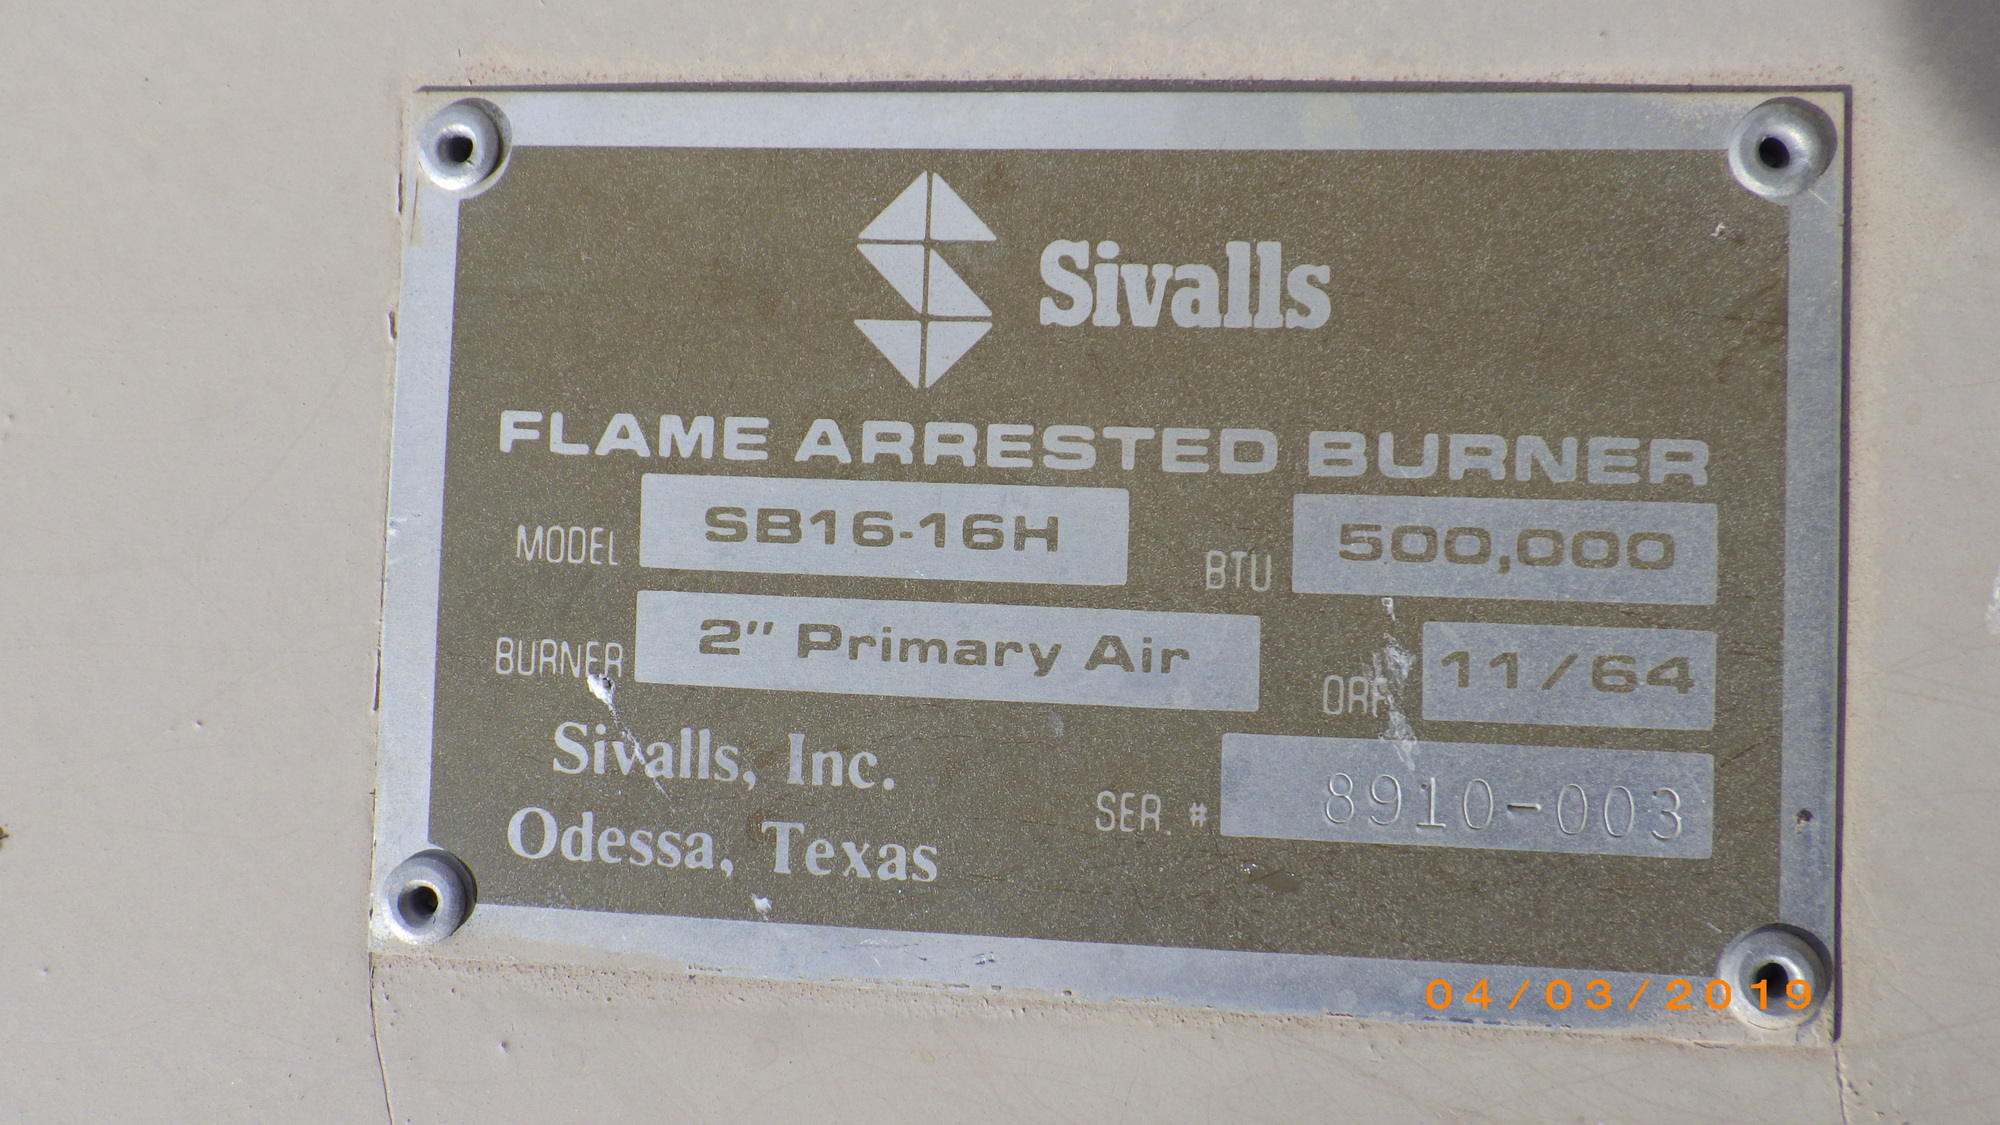 Sivalls
FLAME ARRESTED BURNER
MODEL SB16-16H BTU 500,000
BURNER 2" Primary Air ORF 11/64
Sivalls, Inc.
Odessa, Texas
SER. # 8910-003
04/03/2019